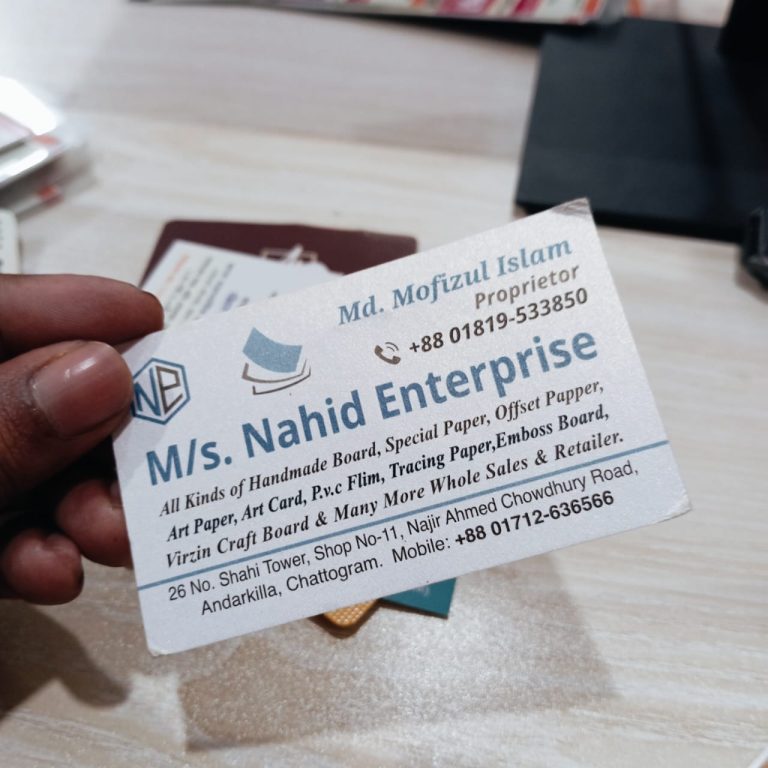 Md. Mofizul Islam
Proprietor
+88 01819-533850
NE
M/s. Nahid Enterprise
All Kinds of Handmade Board, Special Paper, Offset Papper,
Art Paper, Art Card, P.v.c Flim, Tracing Paper,Emboss Board,
Virzin Craft Board & Many More Whole Sales & Retailer.
26 No. Shahi Tower, Shop No-11, Najir Ahmed Chowdhury Road,
Andarkilla, Chattogram. Mobile: +88 01712-636566